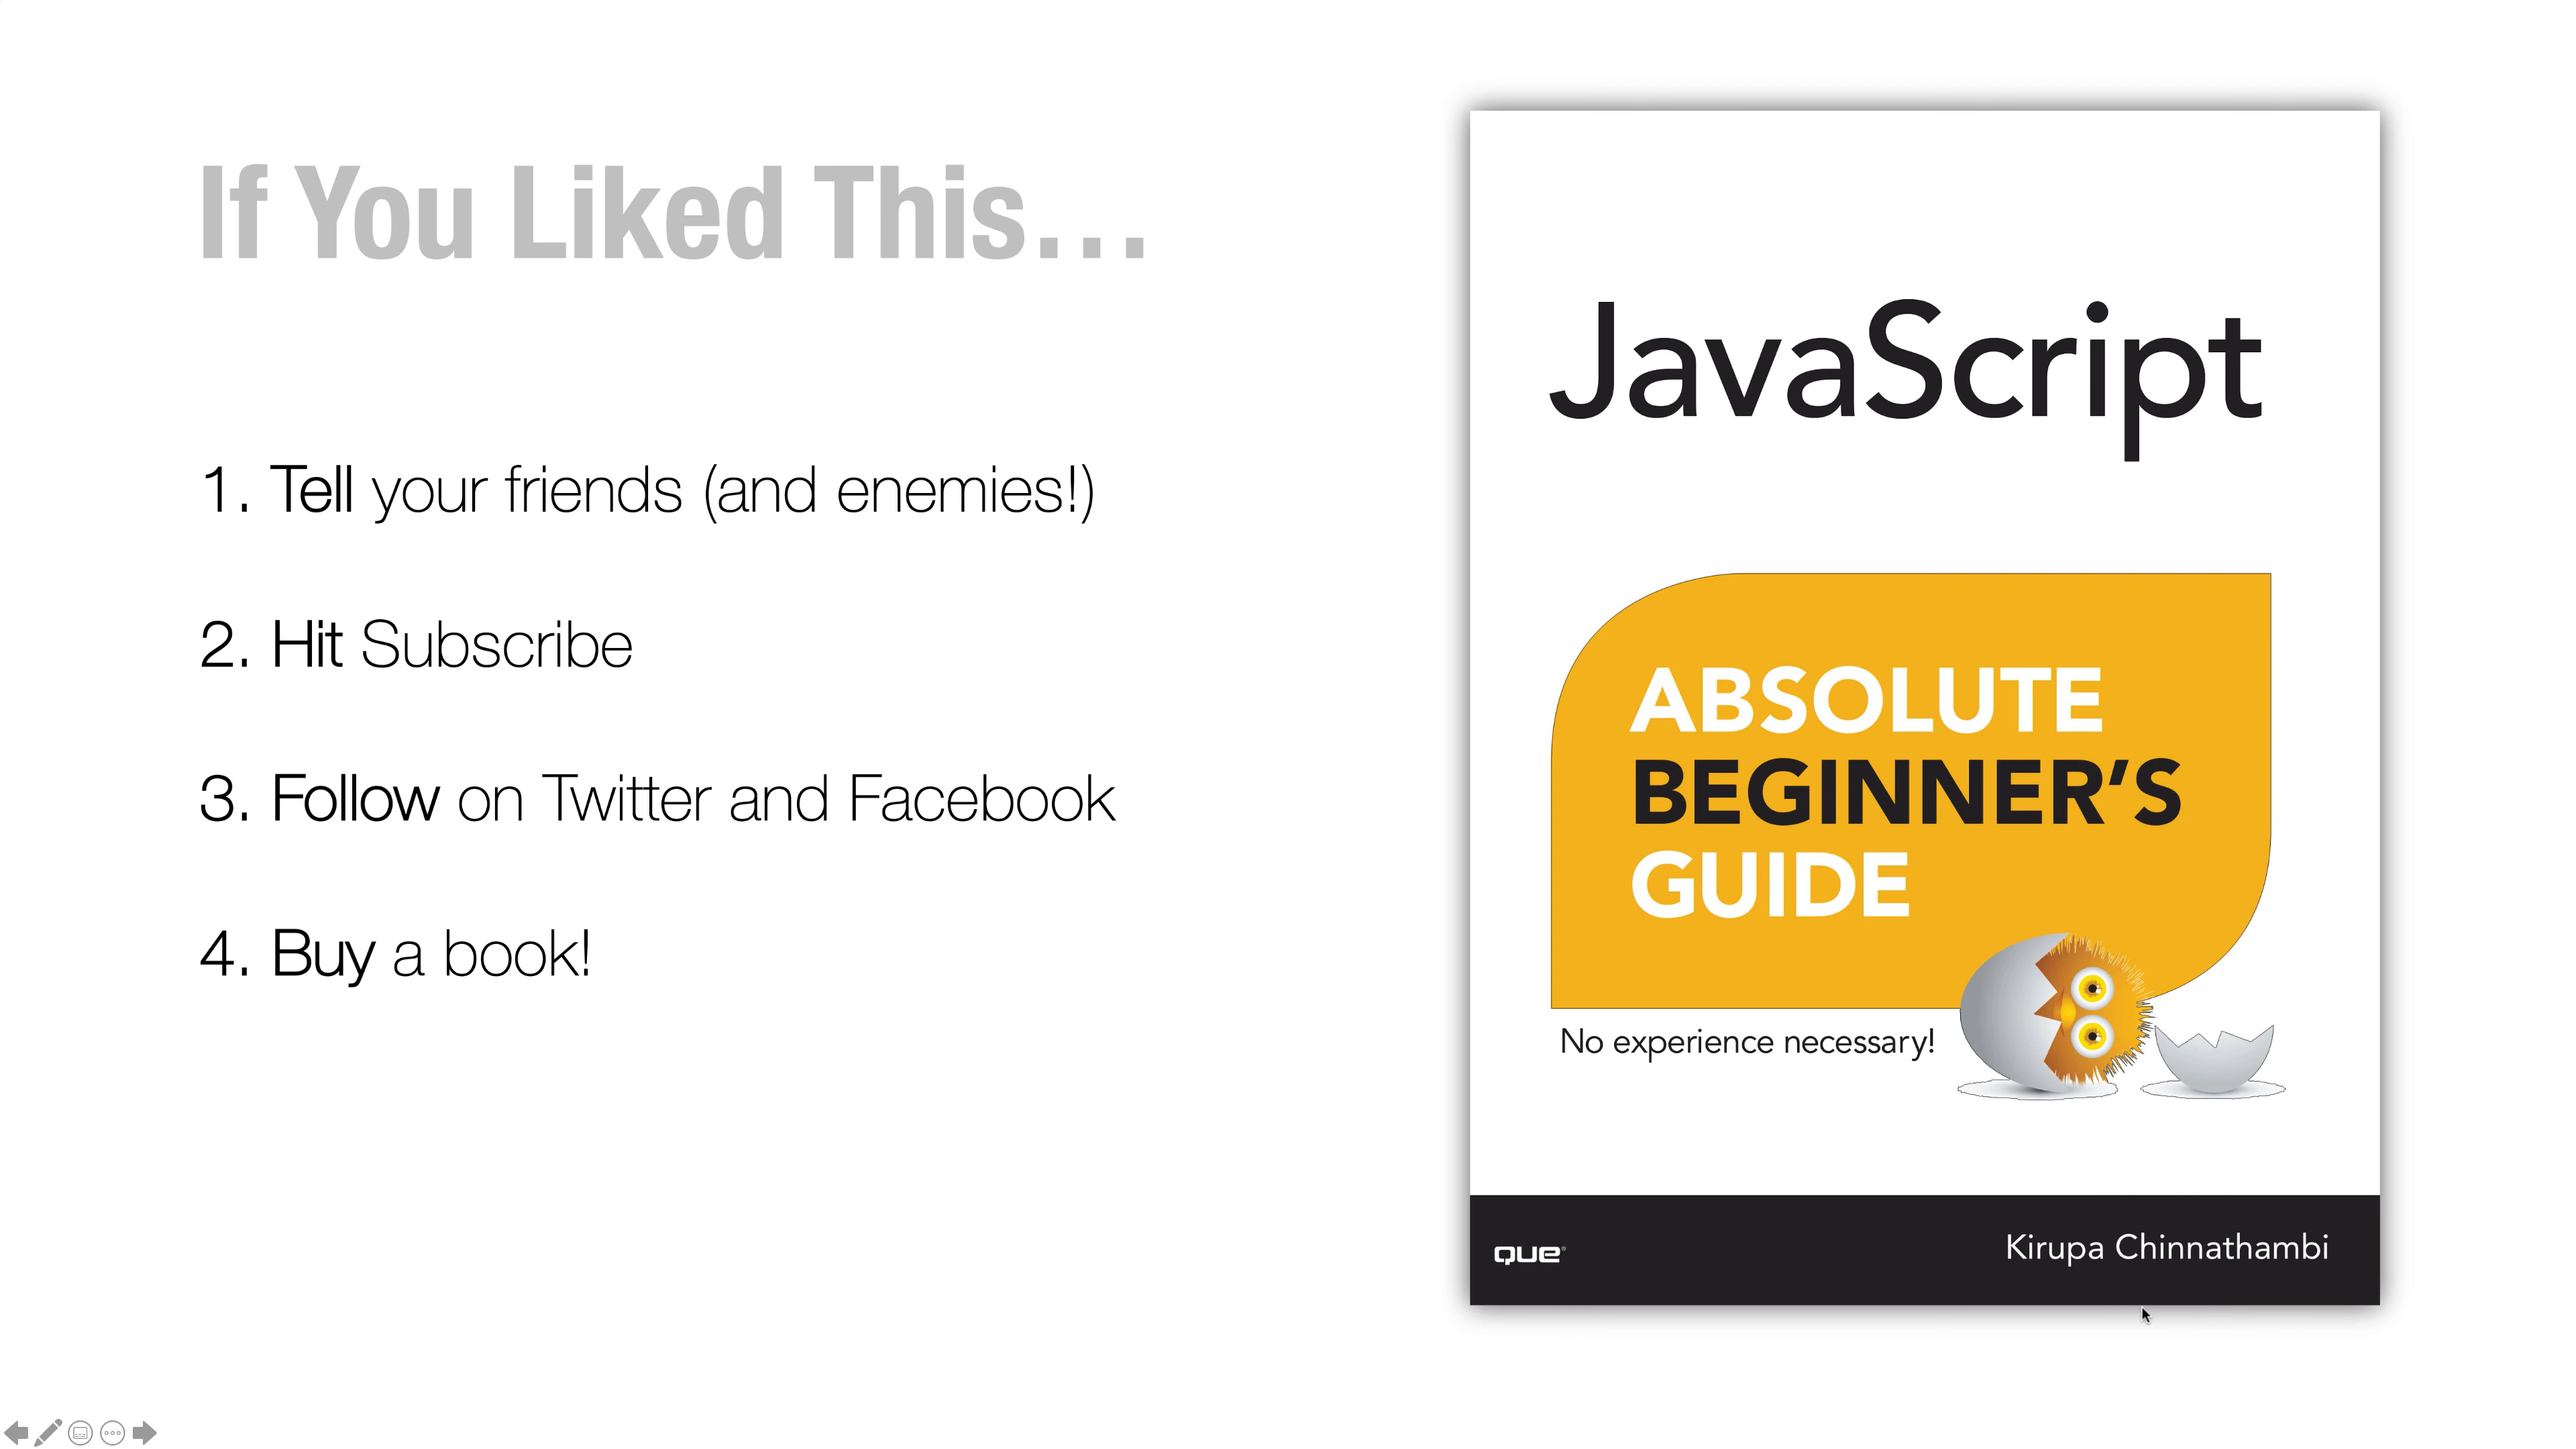 If You Liked This…
1. Tell your friends (and enemies!)
2. Hit Subscribe
3. Follow on Twitter and Facebook
4. Buy a book!
JavaScript
ABSOLUTE
BEGINNER’S
GUIDE
No experience necessary!
que®
Kirupa Chinnathambi